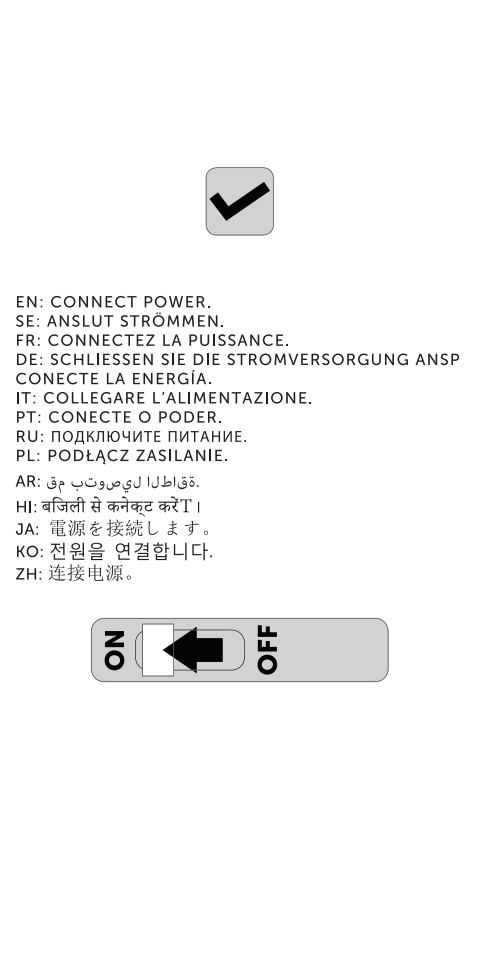 EN: CONNECT POWER.
SE: ANSLUT STRÖMMEN.
FR: CONNECTEZ LA PUISSANCE.
DE: SCHLIESSEN SIE DIE STROMVERSORGUNG ANSP
CONECTE LA ENERGÍA.
IT: COLLEGARE L'ALIMENTAZIONE.
PT: CONECTE O PODER.
RU: ПОДКЛЮЧИТЕ ПИТАНИЕ.
PL: PODŁĄCZ ZASILANIE.
AR: قم بتوصيل الطاقة.
HI: बजिली से कनेक्ट करेंT।
JA: 電源を接続します。
KO: 전원을 연결합니다.
ZH: 连接电源。
ON OFF